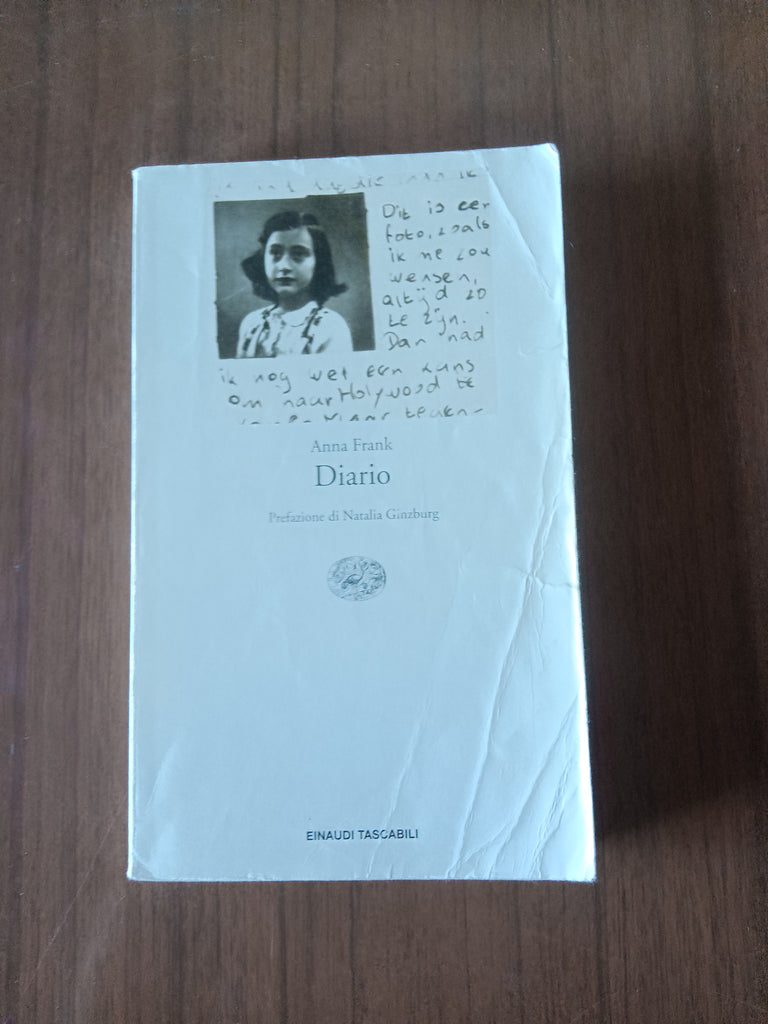 Dit is een
foto, zoals
ik me zou
wensen,
altijd zo
te zijn.
Dan had
ik nog wel een kans
om naar Holywood te
Anna Frank
Diario
Prefazione di Natalia Ginzburg
EINAUDI TASCABILI